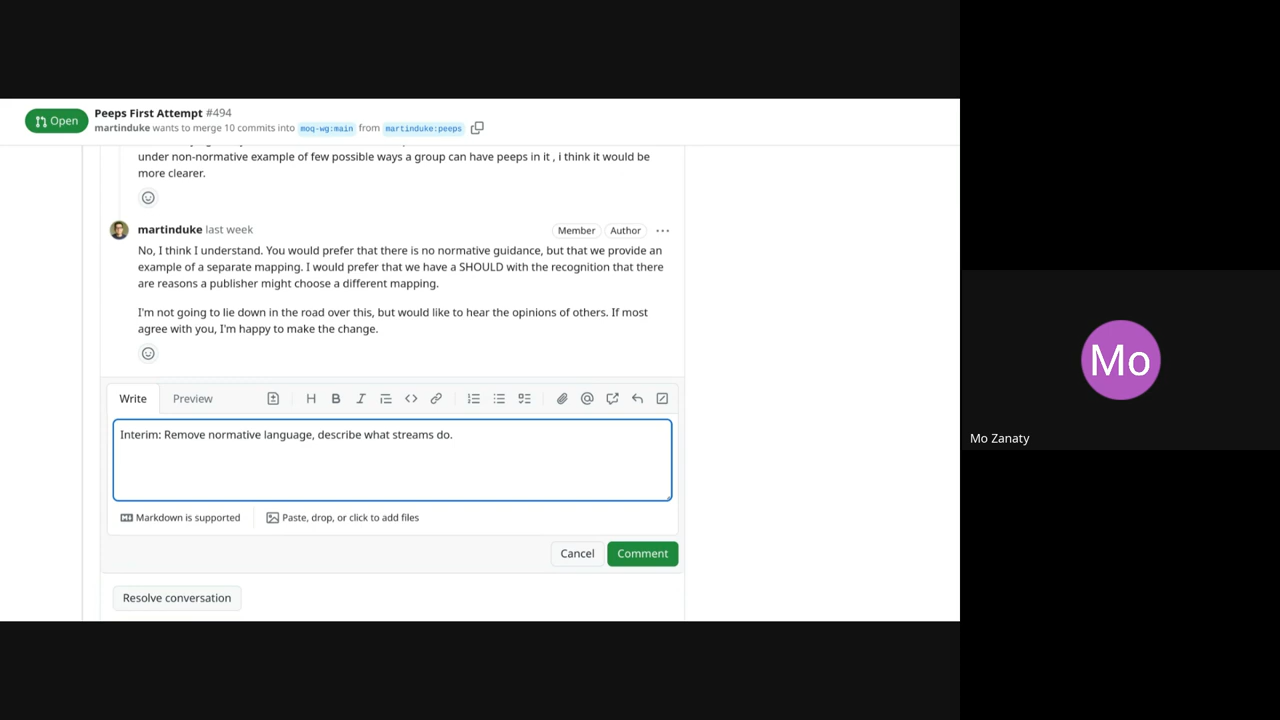 Open
Peeps First Attempt #494
martinduke wants to merge 10 commits into moq-wg:main from martinduke:peeps
under non-normative example of few possible ways a group can have peeps in it , i think it would be
more clearer.
martinduke last week
Member
Author
No, I think I understand. You would prefer that there is no normative guidance, but that we provide an
example of a separate mapping. I would prefer that we have a SHOULD with the recognition that there
are reasons a publisher might choose a different mapping.
I'm not going to lie down in the road over this, but would like to hear the opinions of others. If most
agree with you, I'm happy to make the change.
Write
Preview
Interim: Remove normative language, describe what streams do.
Markdown is supported
Paste, drop, or click to add files
Cancel
Comment
Resolve conversation
Mo
Mo Zanaty